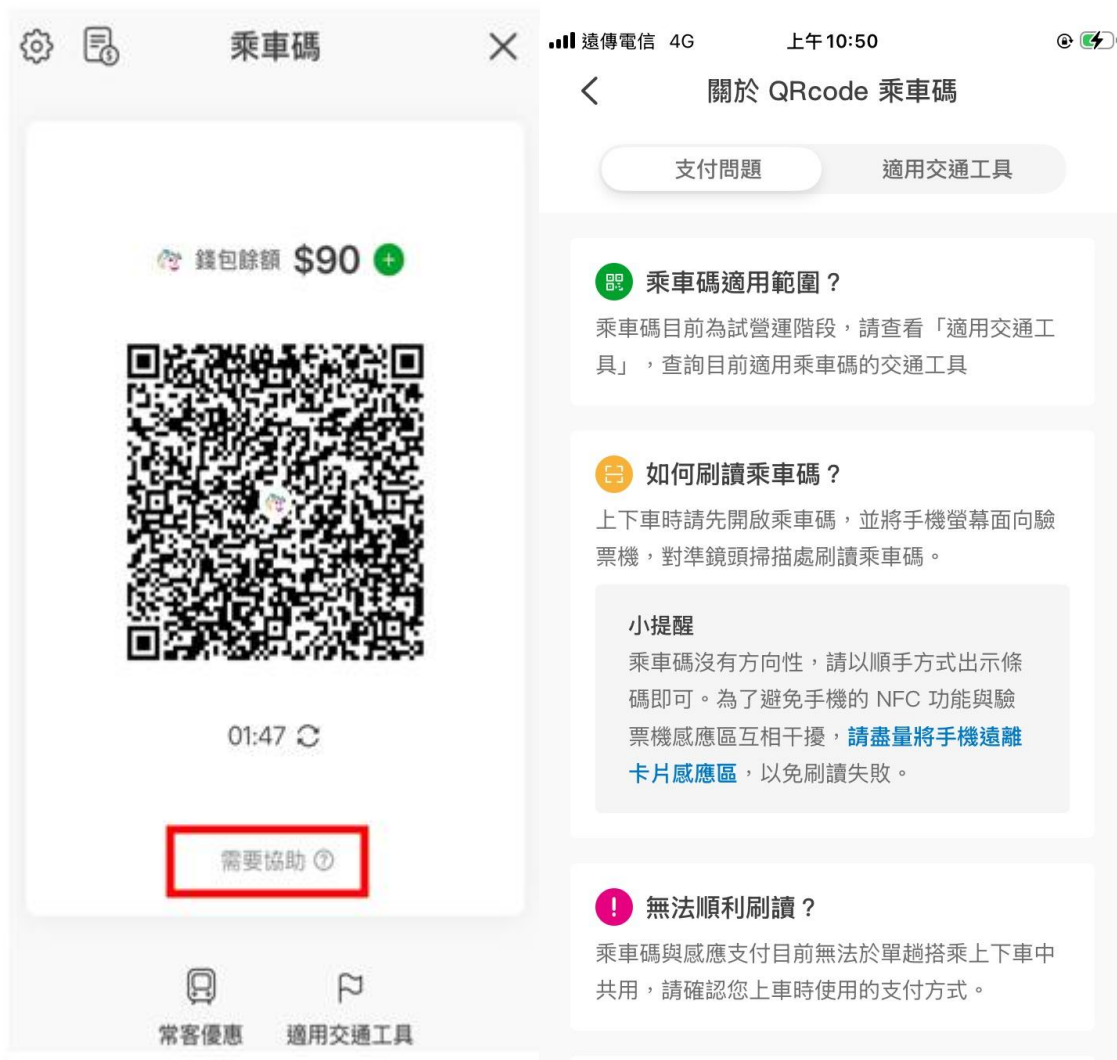 乘車碼
錢包餘額 $90
01:47
需要協助
常客優惠
適用交通工具
遠傳電信 4G
上午10:50
關於 QRcode 乘車碼
支付問題
適用交通工具
乘車碼適用範圍？
乘車碼目前為試營運階段，請查看「適用交通工
具」，查詢目前適用乘車碼的交通工具
如何刷讀乘車碼？
上下車時請先開啟乘車碼，並將手機螢幕面向驗
票機，對準鏡頭掃描處刷讀乘車碼。
小提醒
乘車碼沒有方向性，請以順手方式出示條
碼即可。為了避免手機的 NFC 功能與驗
票機感應區互相干擾，請盡量將手機遠離
卡片感應區，以免刷讀失敗。
無法順利刷讀？
乘車碼與感應支付目前無法於單趟搭乘上下車中
共用，請確認您上車時使用的支付方式。